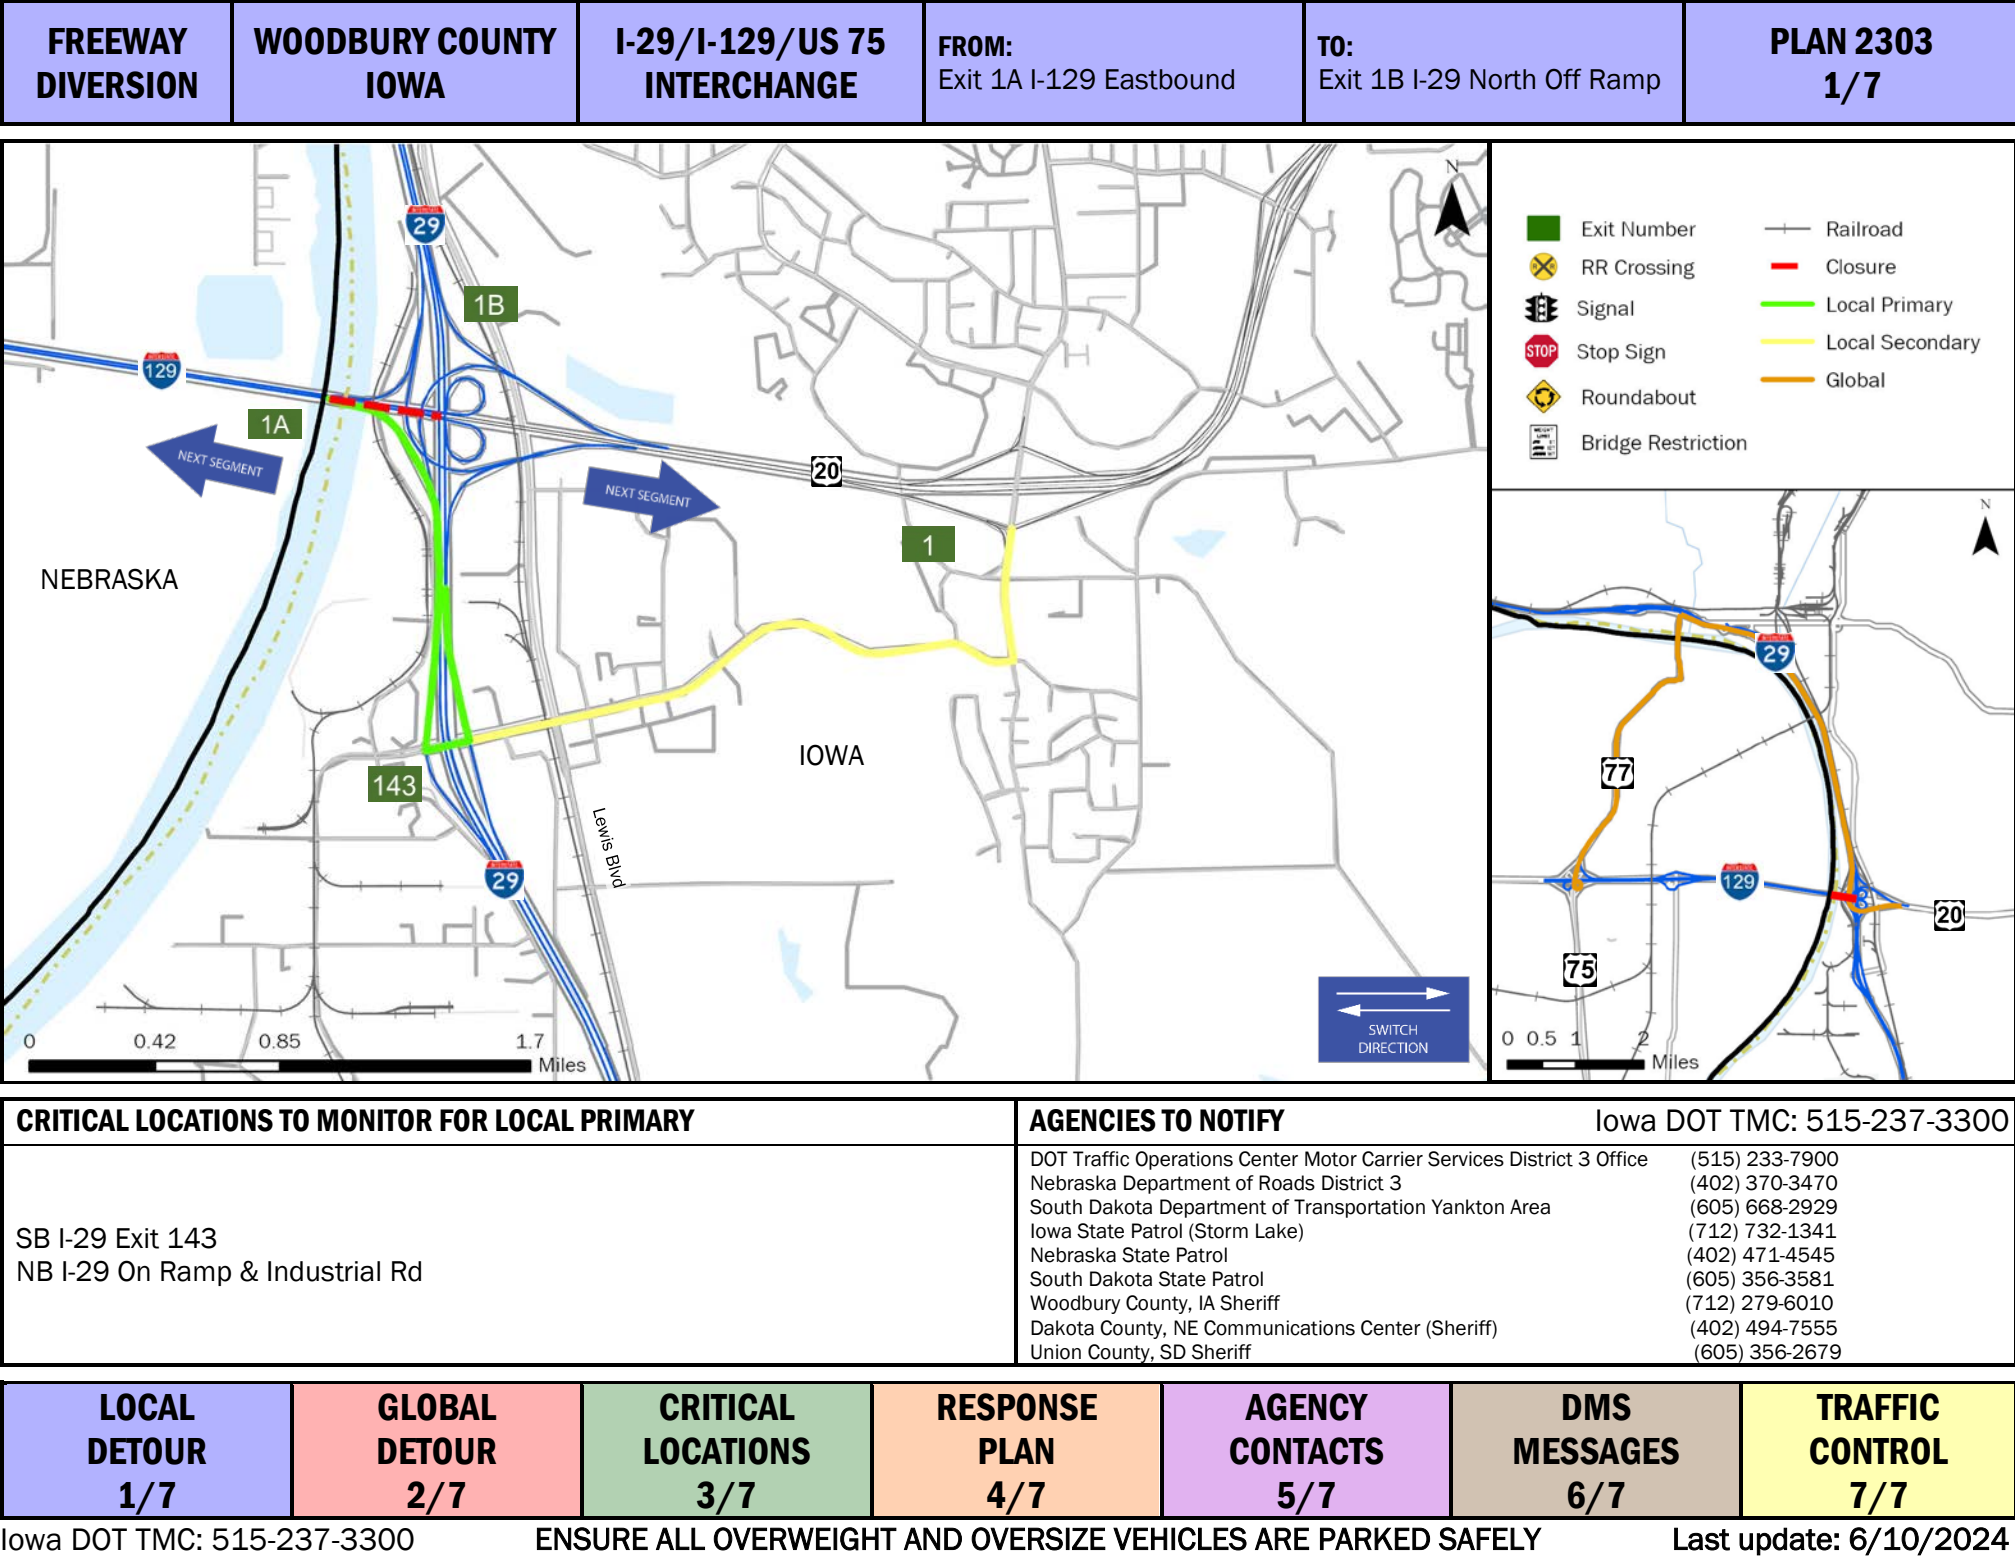 FREEWAY
DIVERSION
WOODBURY COUNTY
IOWA
I-29/I-129/US 75
INTERCHANGE
FROM:
Exit 1A I-129 Eastbound
TO:
Exit 1B I-29 North Off Ramp
PLAN 2303
1/7
29
1B
129
1A
NEXT SEGMENT
20
NEXT SEGMENT
1
NEBRASKA
IOWA
143
Lewis Blvd
29
N
SWITCH
DIRECTION
0 0.42 0.85 1.7
Miles
Exit Number
RR Crossing
Signal
STOP
Stop Sign
Roundabout
Bridge Restriction
Railroad
Closure
Local Primary
Local Secondary
Global
N
29
77
129
20
75
0 0.5 1 2
Miles
CRITICAL LOCATIONS TO MONITOR FOR LOCAL PRIMARY
SB I-29 Exit 143
NB I-29 On Ramp & Industrial Rd
AGENCIES TO NOTIFY Iowa DOT TMC: 515-237-3300
DOT Traffic Operations Center Motor Carrier Services District 3 Office (515) 233-7900
Nebraska Department of Roads District 3 (402) 370-3470
South Dakota Department of Transportation Yankton Area (605) 668-2929
Iowa State Patrol (Storm Lake) (712) 732-1341
Nebraska State Patrol (402) 471-4545
South Dakota State Patrol (605) 356-3581
Woodbury County, IA Sheriff (712) 279-6010
Dakota County, NE Communications Center (Sheriff) (402) 494-7555
Union County, SD Sheriff (605) 356-2679
LOCAL
DETOUR
1/7
GLOBAL
DETOUR
2/7
CRITICAL
LOCATIONS
3/7
RESPONSE
PLAN
4/7
AGENCY
CONTACTS
5/7
DMS
MESSAGES
6/7
TRAFFIC
CONTROL
7/7
Iowa DOT TMC: 515-237-3300 ENSURE ALL OVERWEIGHT AND OVERSIZE VEHICLES ARE PARKED SAFELY Last update: 6/10/2024